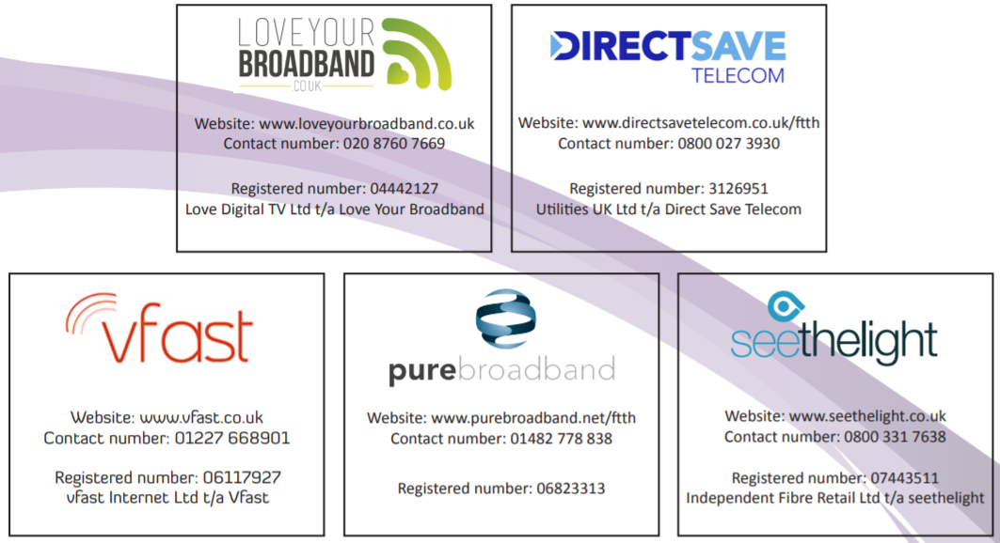 LOVEYOUR
BROADBAND
.CO.UK
Website: www.loveyourbroadband.co.uk
Contact number: 020 8760 7669
Registered number: 04442127
Love Digital TV Ltd t/a Love Your Broadband
DIRECTSAVE
TELECOM
Website: www.directsavetelecom.co.uk/ftth
Contact number: 0800 027 3930
Registered number: 3126951
Utilities UK Ltd t/a Direct Save Telecom
vfast
Website: www.vfast.co.uk
Contact number: 01227 668901
Registered number: 06117927
vfast Internet Ltd t/a Vfast
purebroadband
Website: www.purebroadband.net/ftth
Contact number: 01482 778 838
Registered number: 06823313
seethelight
Website: www.seethelight.co.uk
Contact number: 0800 331 7638
Registered number: 07443511
Independent Fibre Retail Ltd t/a seethelight